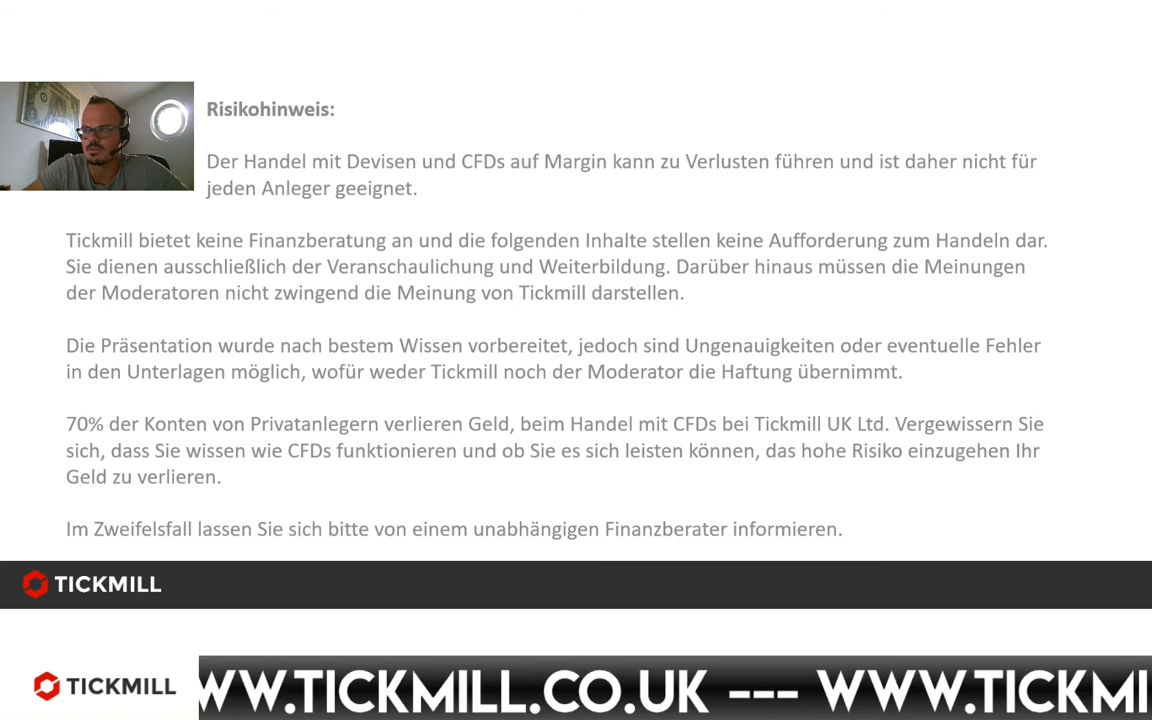 Risikohinweis:
Der Handel mit Devisen und CFDs auf Margin kann zu Verlusten führen und ist daher nicht für
jeden Anleger geeignet.
Tickmill bietet keine Finanzberatung an und die folgenden Inhalte stellen keine Aufforderung zum Handeln dar.
Sie dienen ausschließlich der Veranschaulichung und Weiterbildung. Darüber hinaus müssen die Meinungen
der Moderatoren nicht zwingend die Meinung von Tickmill darstellen.
Die Präsentation wurde nach bestem Wissen vorbereitet, jedoch sind Ungenauigkeiten oder eventuelle Fehler
in den Unterlagen möglich, wofür weder Tickmill noch der Moderator die Haftung übernimmt.
70% der Konten von Privatanlegern verlieren Geld, beim Handel mit CFDs bei Tickmill UK Ltd. Vergewissern Sie
sich, dass Sie wissen wie CFDs funktionieren und ob Sie es sich leisten können, das hohe Risiko einzugehen Ihr
Geld zu verlieren.
Im Zweifelsfall lassen Sie sich bitte von einem unabhängigen Finanzberater informieren.
TICKMILL
TICKMILL
WW.TICKMILL.CO.UK --- WWW.TICKMI